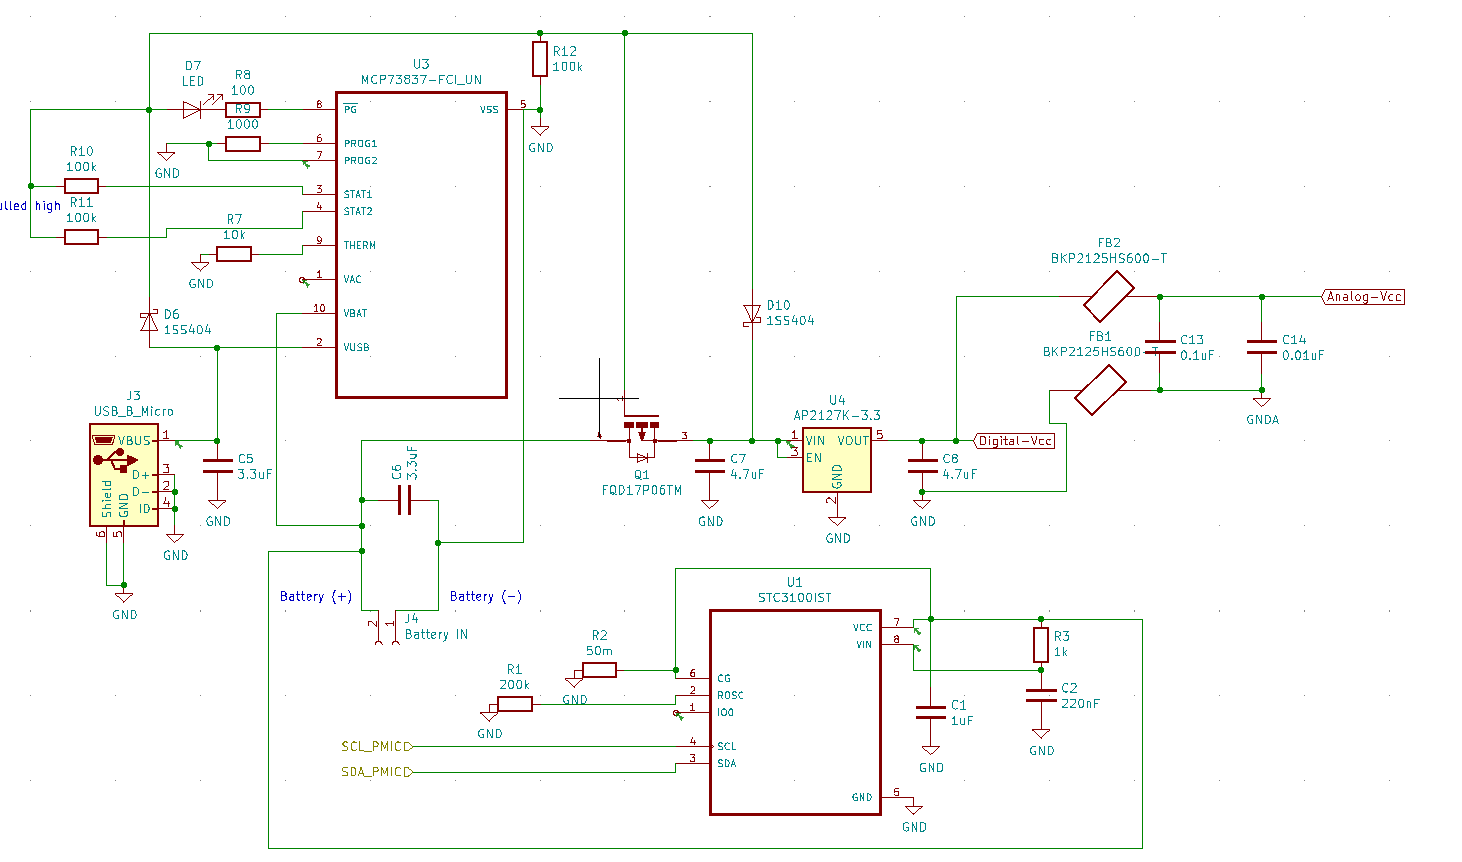 D7
LED
R8
100
R9
1000
U3
MCP73837-FCI_UN
R12
100k
8
PG
VSS
5
6
PROG1
7
PROG2
GND
GND
R10
100k
3
STAT1
R11
100k
ulled high
4
STAT2
R7
10k
9
THERM
GND
1
VAC
10
VBAT
D6
1SS404
2
VUSB
D10
1SS404
FB2
BKP2125HS600-T
Analog-Vcc
FB1
BKP2125HS600-T
C13
0.1uF
C14
0.01uF
GNDA
J3
USB_B_Micro
VBUS
1
D+
3
D-
2
ID
4
Shield
GND
6
5
C5
3.3uF
GND
GND
GND
C6
3.3uF
1
4
3
Q1
FQD17P06TM
C7
4.7uF
GND
U4
AP2127K-3.3
1
VIN
VOUT
5
3
EN
GND
2
GND
Digital-Vcc
C8
4.7uF
GND
Battery (+)
Battery (-)
2
1
J4
Battery IN
U1
STC3100IST
VCC
7
VIN
8
R3
1k
R2
50m
GND
6
CG
R1
200k
GND
2
ROSC
1
IO0
C1
1uF
GND
C2
220nF
GND
SCL_PMIC
4
SCL
SDA_PMIC
3
SDA
GND
5
GND